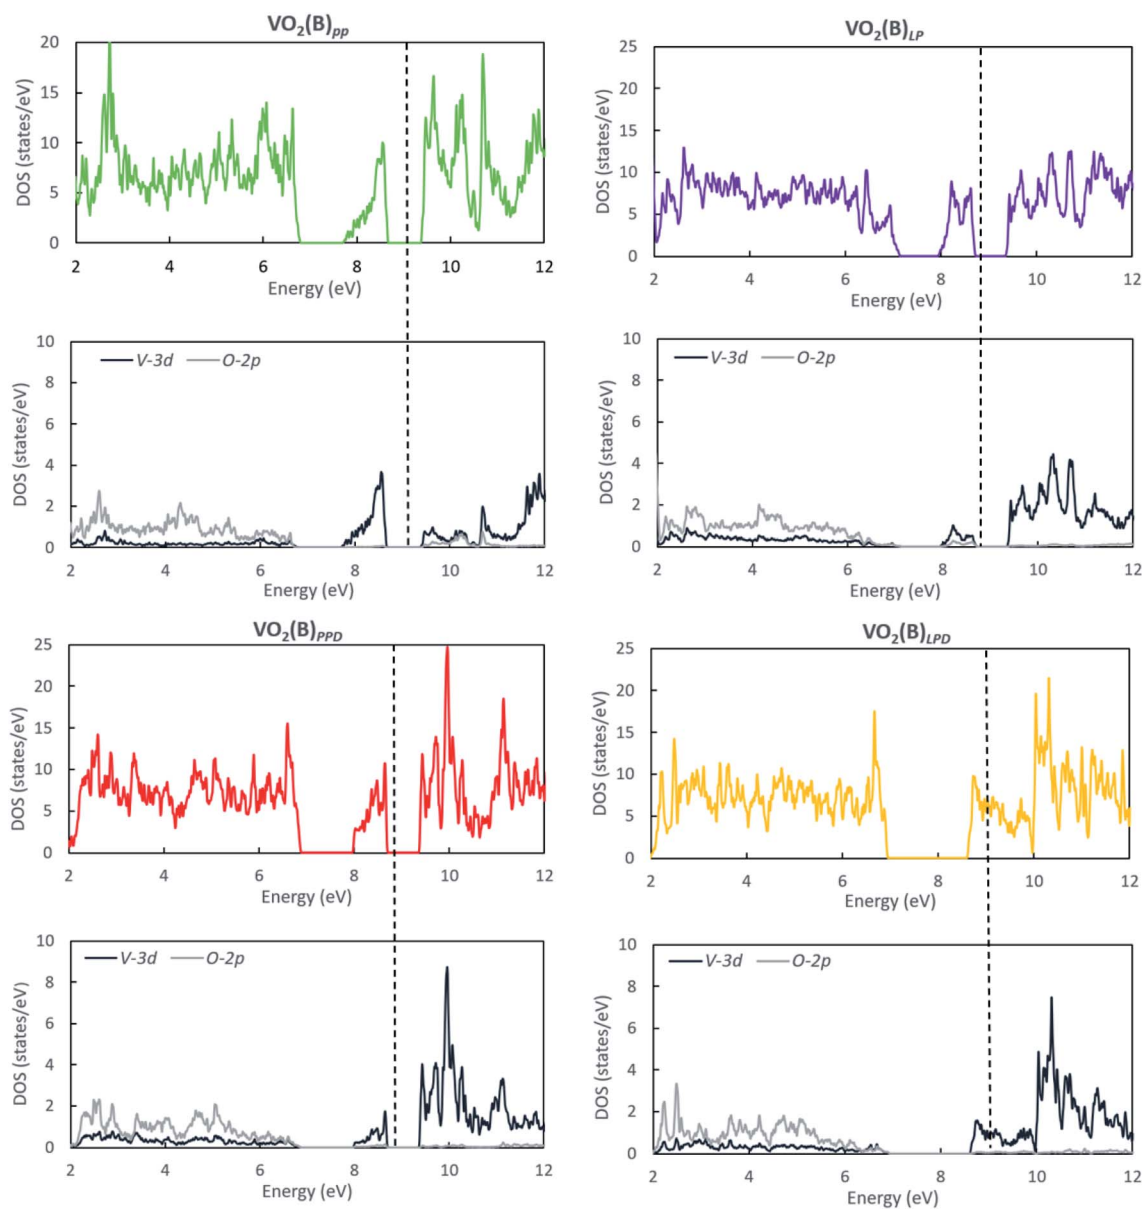 VO₂(B)pp
DOS (states/eV)
20
15
10
5
0
2 4 6 8 10 12
Energy (eV)
VO₂(B)LP
DOS (states/eV)
25
20
15
10
5
0
2 4 6 8 10 12
Energy (eV)
V-3d O-2p
DOS (states/eV)
10
8
6
4
2
0
2 4 6 8 10 12
Energy (eV)
V-3d O-2p
DOS (states/eV)
10
8
6
4
2
0
2 4 6 8 10 12
Energy (eV)
VO₂(B)PPD
DOS (states/eV)
25
20
15
10
5
0
2 4 6 8 10 12
Energy (eV)
VO₂(B)LPD
DOS (states/eV)
25
20
15
10
5
0
2 4 6 8 10 12
Energy (eV)
V-3d O-2p
DOS (states/eV)
10
8
6
4
2
0
2 4 6 8 10 12
Energy (eV)
V-3d O-2p
DOS (states/eV)
10
8
6
4
2
0
2 4 6 8 10 12
Energy (eV)